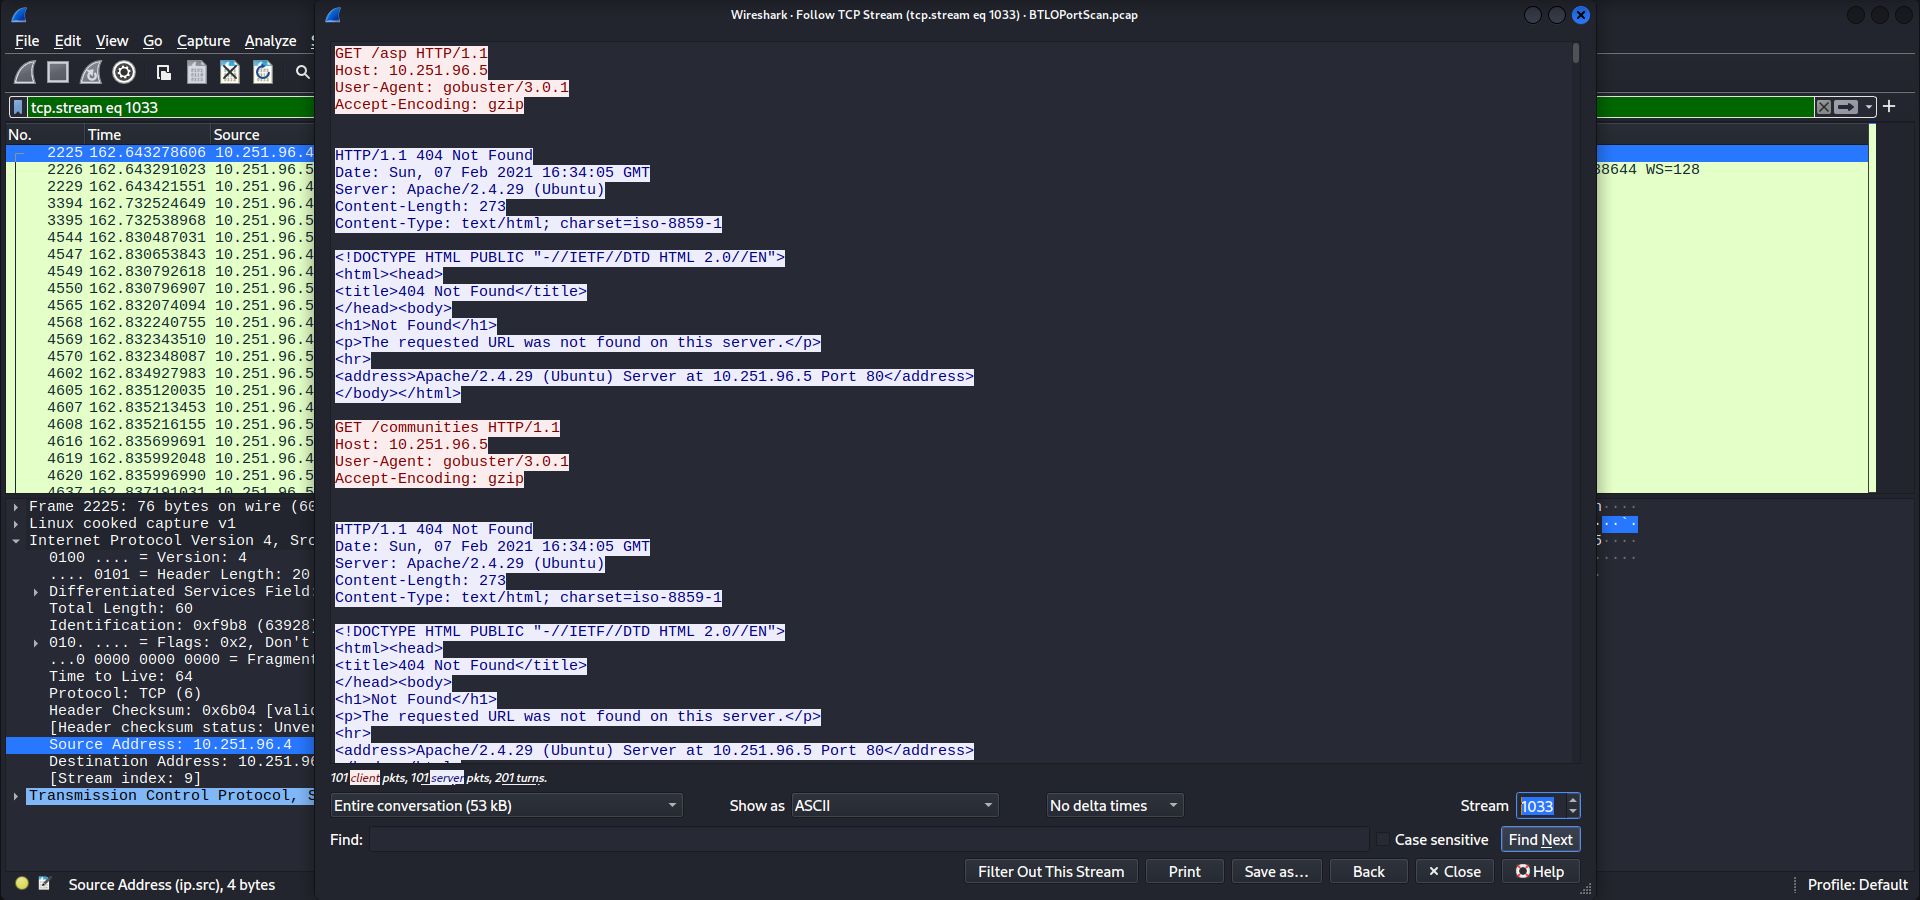 Wireshark · Follow TCP Stream (tcp.stream eq 1033) · BTLOPortScan.pcap
File Edit View Go Capture Analyze
tcp.stream eq 1033
No. Time Source
2225 162.643278606 10.251.96.4
2226 162.643291023 10.251.96.5
2229 162.643421551 10.251.96.4
3394 162.732524649 10.251.96.4
3395 162.732538968 10.251.96.5
4544 162.830487031 10.251.96.5
4547 162.830653843 10.251.96.4
4549 162.830792618 10.251.96.4
4550 162.830796907 10.251.96.5
4565 162.832074094 10.251.96.5
4568 162.832240755 10.251.96.4
4569 162.832343510 10.251.96.4
4570 162.832348087 10.251.96.5
4602 162.834927983 10.251.96.5
4605 162.835120035 10.251.96.4
4607 162.835213453 10.251.96.4
4608 162.835216155 10.251.96.5
4616 162.835699691 10.251.96.5
4619 162.835992048 10.251.96.4
4620 162.835996990 10.251.96.5
4637 162.837191031 10.251.96.5
38644 WS=128
Frame 2225: 76 bytes on wire (60
Linux cooked capture v1
Internet Protocol Version 4, Src
0100 .... = Version: 4
.... 0101 = Header Length: 20
Differentiated Services Field:
Total Length: 60
Identification: 0xf9b8 (63928)
010. .... = Flags: 0x2, Don't
...0 0000 0000 0000 = Fragment
Time to Live: 64
Protocol: TCP (6)
Header Checksum: 0x6b04 [valid
[Header checksum status: Unver
Source Address: 10.251.96.4
Destination Address: 10.251.96
[Stream index: 9]
Transmission Control Protocol, S
Source Address (ip.src), 4 bytes
GET /asp HTTP/1.1
Host: 10.251.96.5
User-Agent: gobuster/3.0.1
Accept-Encoding: gzip
HTTP/1.1 404 Not Found
Date: Sun, 07 Feb 2021 16:34:05 GMT
Server: Apache/2.4.29 (Ubuntu)
Content-Length: 273
Content-Type: text/html; charset=iso-8859-1
<!DOCTYPE HTML PUBLIC "-//IETF//DTD HTML 2.0//EN">
<html><head>
<title>404 Not Found</title>
</head><body>
<h1>Not Found</h1>
<p>The requested URL was not found on this server.</p>
<hr>
<address>Apache/2.4.29 (Ubuntu) Server at 10.251.96.5 Port 80</address>
</body></html>
GET /communities HTTP/1.1
Host: 10.251.96.5
User-Agent: gobuster/3.0.1
Accept-Encoding: gzip
HTTP/1.1 404 Not Found
Date: Sun, 07 Feb 2021 16:34:05 GMT
Server: Apache/2.4.29 (Ubuntu)
Content-Length: 273
Content-Type: text/html; charset=iso-8859-1
<!DOCTYPE HTML PUBLIC "-//IETF//DTD HTML 2.0//EN">
<html><head>
<title>404 Not Found</title>
</head><body>
<h1>Not Found</h1>
<p>The requested URL was not found on this server.</p>
<hr>
<address>Apache/2.4.29 (Ubuntu) Server at 10.251.96.5 Port 80</address>
101 client pkts, 101 server pkts, 201 turns.
Entire conversation (53 kB) Show as ASCII No delta times Stream 1033
Find: Case sensitive Find Next
Filter Out This Stream Print Save as… Back Close Help
Profile: Default